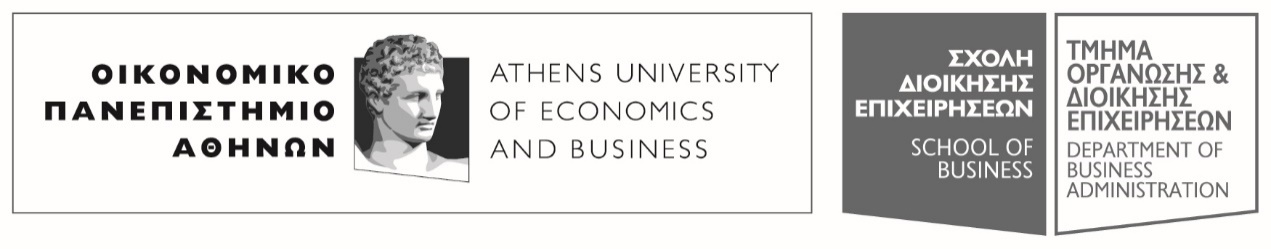 ΟΙΚΟΝΟΜΙΚΟ
ΠΑΝΕΠΙΣΤΗΜΙΟ
ΑΘΗΝΩΝ
ATHENS UNIVERSITY
OF ECONOMICS
AND BUSINESS
ΣΧΟΛΗ
ΔΙΟΙΚΗΣΗΣ
ΕΠΙΧΕΙΡΗΣΕΩΝ
SCHOOL OF
BUSINESS
ΤΜΗΜΑ
ΟΡΓΑΝΩΣΗΣ &
ΔΙΟΙΚΗΣΗΣ
ΕΠΙΧΕΙΡΗΣΕΩΝ
DEPARTMENT OF
BUSINESS
ADMINISTRATION